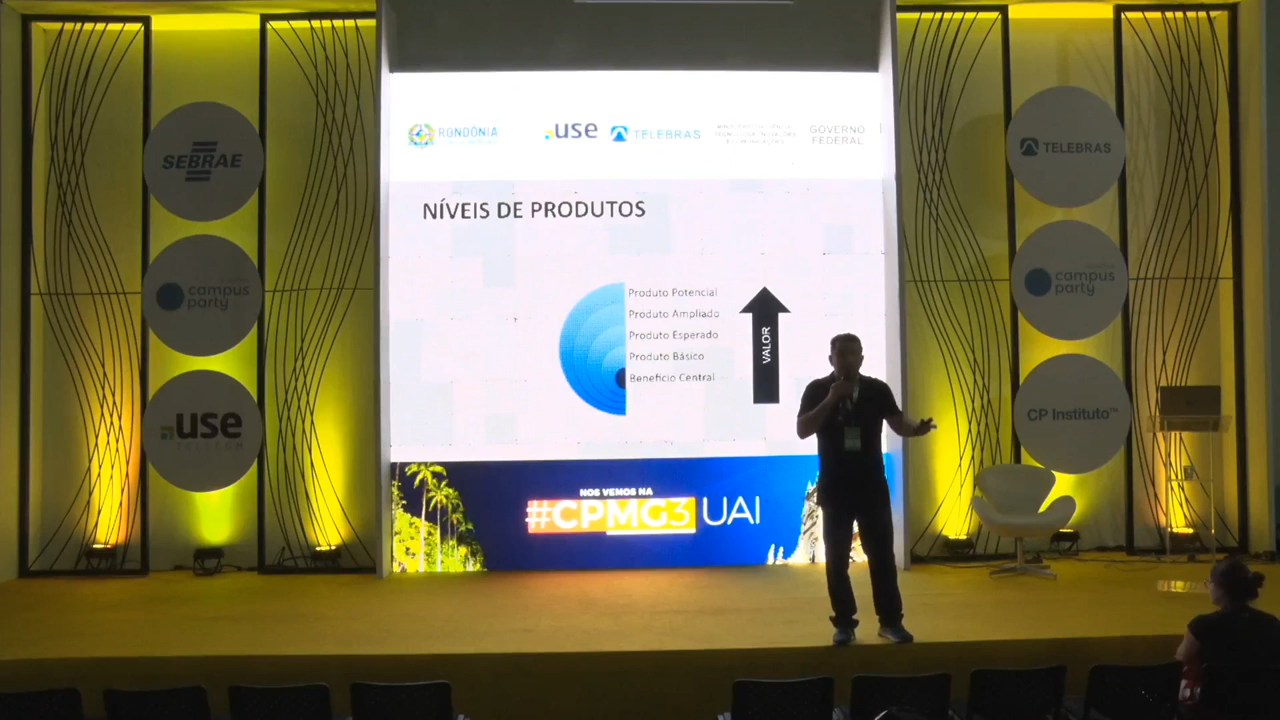 SEBRAE
campus
party
use
TELECOM
RONDÔNIA
use
TELEBRAS
GOVERNO
FEDERAL
NÍVEIS DE PRODUTOS
Produto Potencial
Produto Ampliado
Produto Esperado
Produto Básico
Benefício Central
VALOR
NOS VEMOS NA
#CPMG3 UAI
TELEBRAS
campus
party
CP Instituto